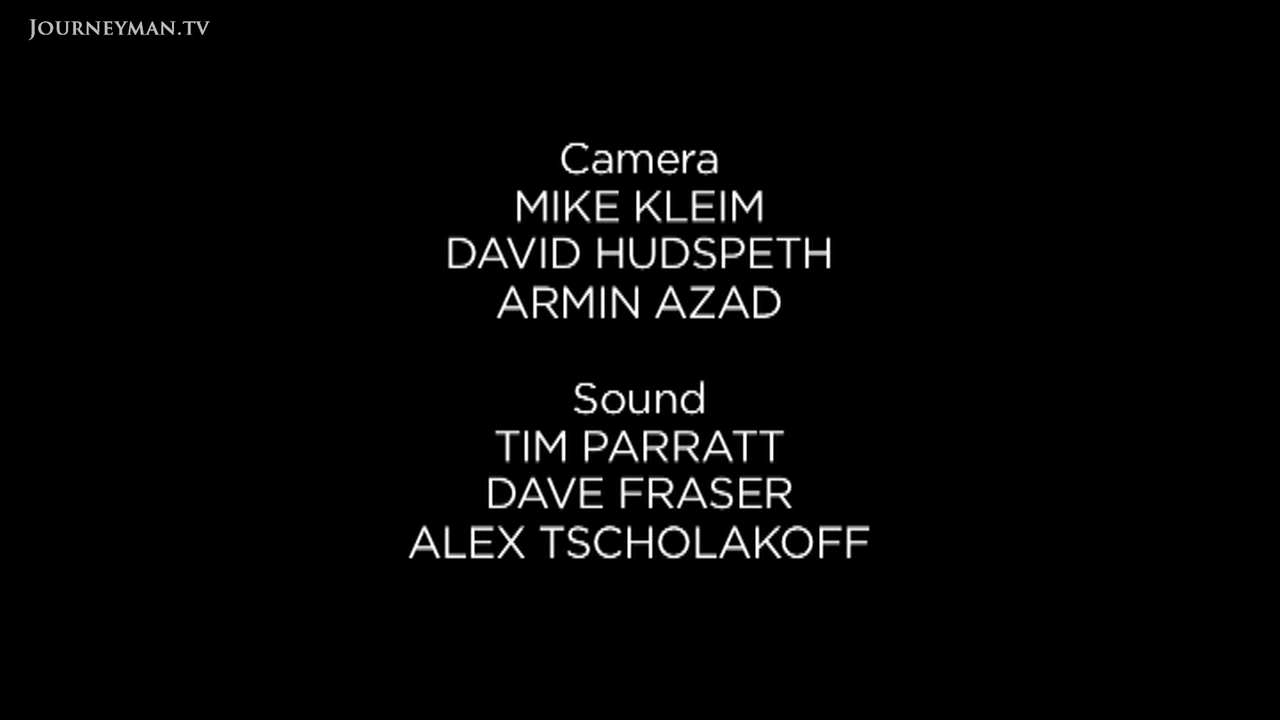 JOURNEYMAN.TV
Camera
MIKE KLEIM
DAVID HUDSPETH
ARMIN AZAD
Sound
TIM PARRATT
DAVE FRASER
ALEX TSCHOLAKOFF